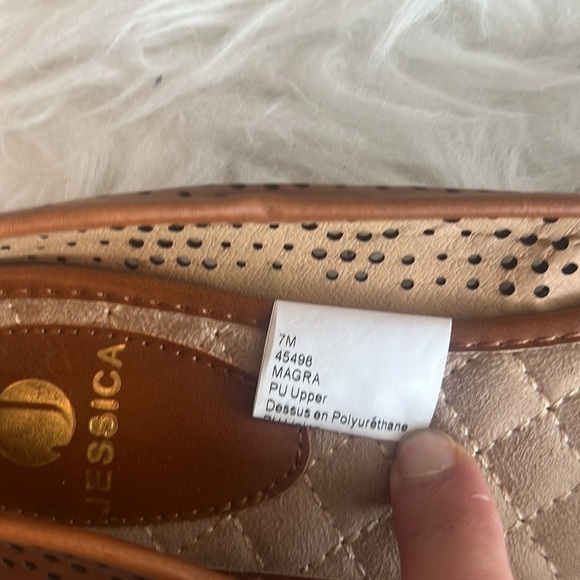 7M
45498
MAGRA
PU Upper
Dessus en Polyuréthane
JESSICA